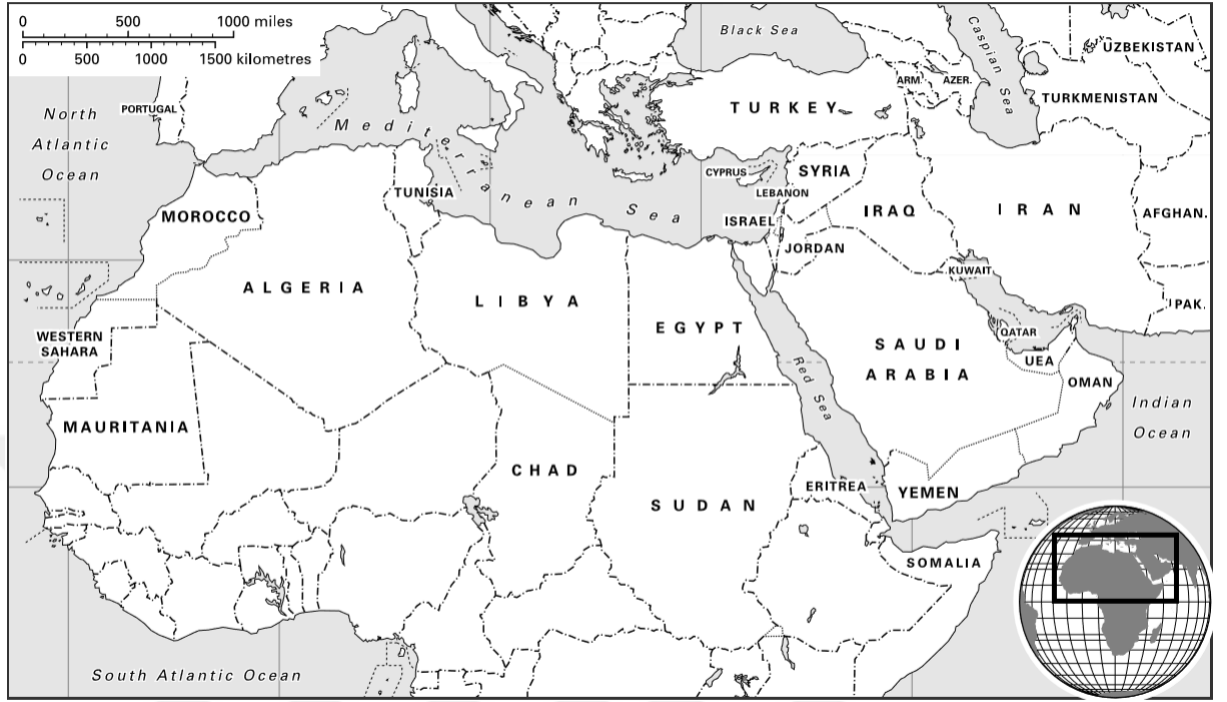 0 500 1000 miles
0 500 1000 1500 kilometres
Black Sea
Caspian Sea
UZBEKISTAN
ARM.
AZER.
TURKMENISTAN
PORTUGAL
TURKEY
North
Atlantic
Ocean
Mediterranean Sea
CYPRUS
SYRIA
LEBANON
TUNISIA
MOROCCO
ISRAEL
IRAQ
IRAN
AFGHAN.
JORDAN
KUWAIT
ALGERIA
LIBYA
EGYPT
PAK.
WESTERN
SAHARA
QATAR
SAUDI
ARABIA
UEA
Red Sea
OMAN
Indian
Ocean
MAURITANIA
CHAD
SUDAN
ERITREA
YEMEN
SOMALIA
South Atlantic Ocean